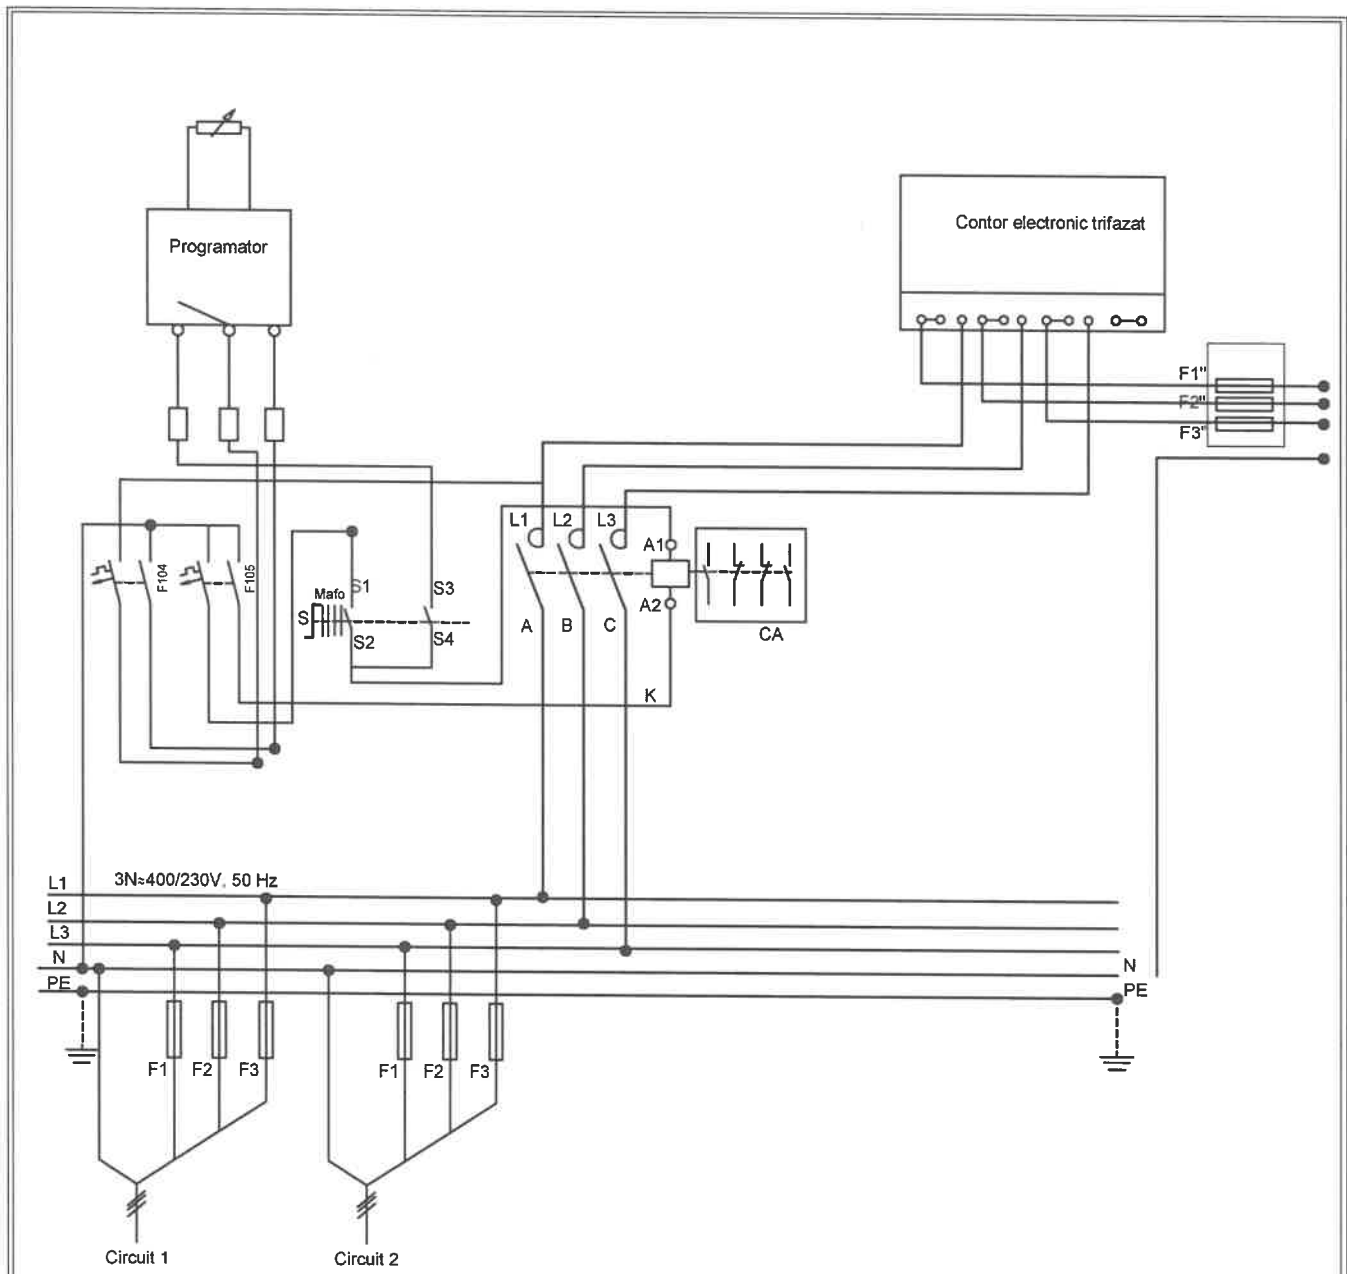 Programator
Contor electronic trifazat
F1"
F2"
F3"
L1 L2 L3
A1
F104
F105
Mafo
S1
S3
S
S2
S4
A2
A B C
CA
K
L1
3N≈400/230V, 50 Hz
L2
L3
N
N
PE
PE
F1 F2 F3
F1 F2 F3
Circuit 1
Circuit 2